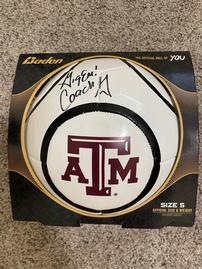 Baden
THE OFFICIAL BALL OF YOU
Gig 'Em!
Coach G
ATM
SIZE 5
OFFICIAL SIZE & WEIGHT